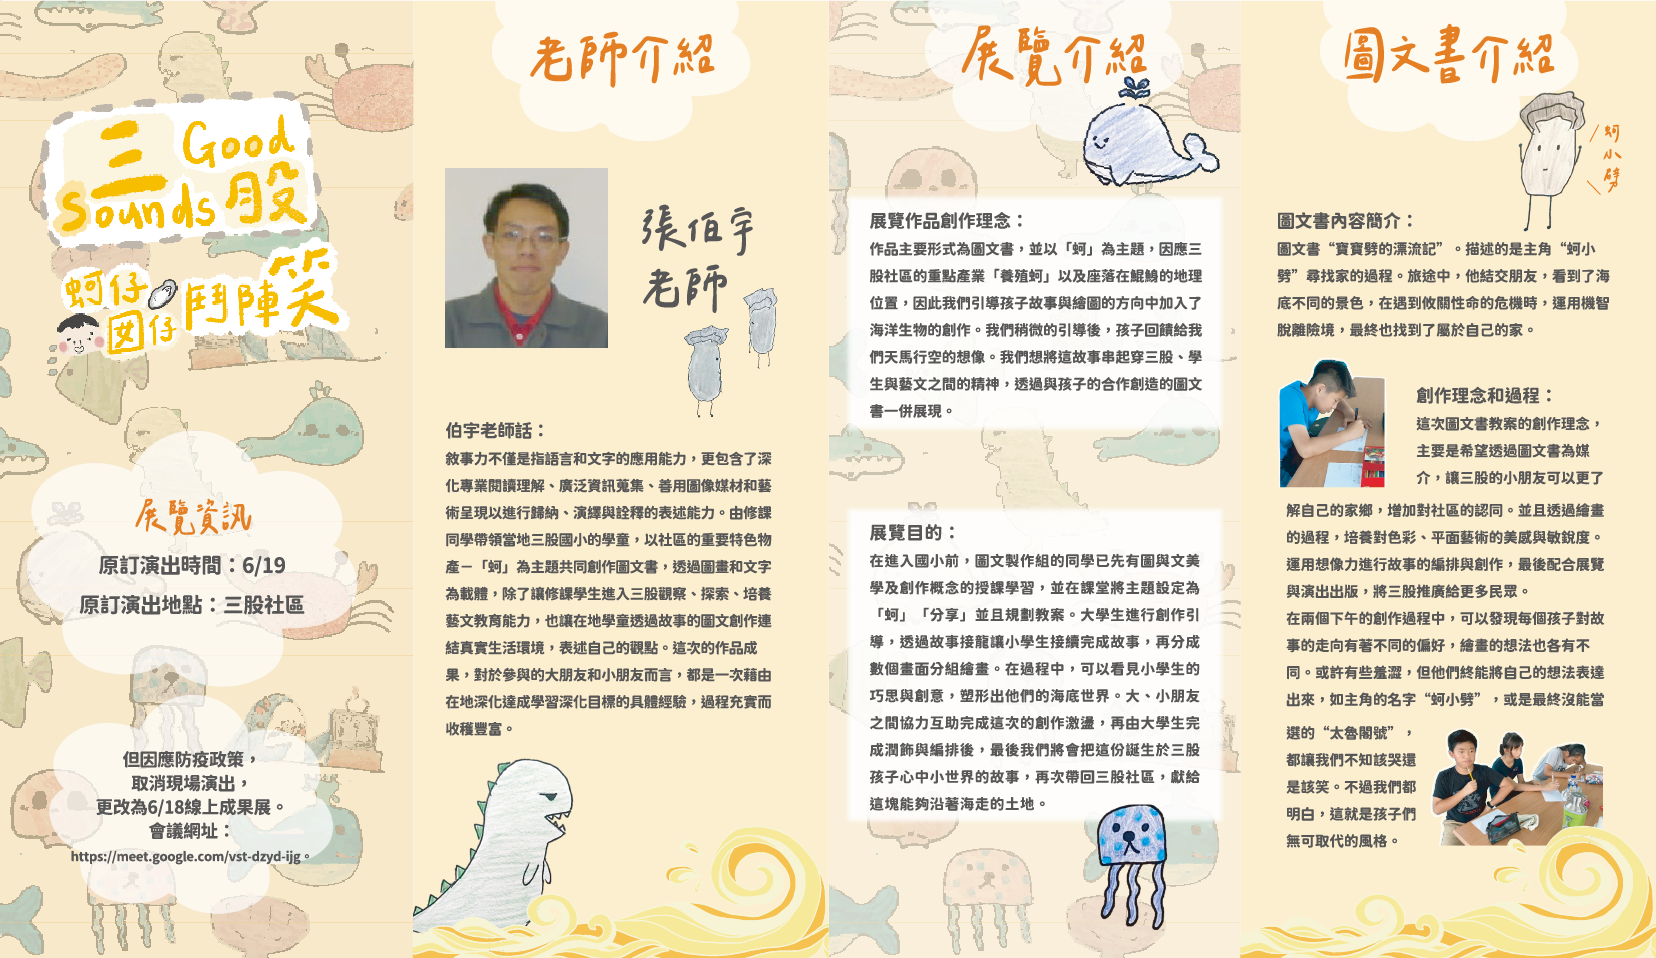 三 Good
Sounds 股
蚵仔
囡仔
鬥陣笑
展覽資訊
原訂演出時間：6/19
原訂演出地點：三股社區
但因應防疫政策，
取消現場演出，
更改為6/18線上成果展。
會議網址：
https://meet.google.com/vst-dzyd-ijg。
老師介紹
張伯宇
老師
伯宇老師話：
敘事力不僅是指語言和文字的應用能力，更包含了深
化專業閱讀理解、廣泛資訊蒐集、善用圖像媒材和藝
術呈現以進行歸納、演繹與詮釋的表述能力。由修課
同學帶領當地三股國小的學童，以社區的重要特色物
產－「蚵」為主題共同創作圖文書，透過圖畫和文字
為載體，除了讓修課學生進入三股觀察、探索、培養
藝文教育能力，也讓在地學童透過故事的圖文創作連
結真實生活環境，表述自己的觀點。這次的作品成
果，對於參與的大朋友和小朋友而言，都是一次藉由
在地深化達成學習深化目標的具體經驗，過程充實而
收穫豐富。
展覽介紹
展覽作品創作理念：
作品主要形式為圖文書，並以「蚵」為主題，因應三
股社區的重點產業「養殖蚵」以及座落在鯤鯓的地理
位置，因此我們引導孩子故事與繪圖的方向中加入了
海洋生物的創作。我們稍微的引導後，孩子回饋給我
們天馬行空的想像。我們想將這故事串起穿三股、學
生與藝文之間的精神，透過與孩子的合作創造的圖文
書一併展現。
展覽目的：
在進入國小前，圖文製作組的同學已先有圖與文美
學及創作概念的授課學習，並在課堂將主題設定為
「蚵」「分享」並且規劃教案。大學生進行創作引
導，透過故事接龍讓小學生接續完成故事，再分成
數個畫面分組繪畫。在過程中，可以看見小學生的
巧思與創意，塑形出他們的海底世界。大、小朋友
之間協力互助完成這次的創作激盪，再由大學生完
成潤飾與編排後，最後我們將會把這份誕生於三股
孩子心中小世界的故事，再次帶回三股社區，獻給
這塊能夠沿著海走的土地。
圖文書介紹
蚵小劈
圖文書內容簡介：
圖文書“寶寶劈的漂流記”。描述的是主角“蚵小
劈”尋找家的過程。旅途中，他結交朋友，看到了海
底不同的景色，在遇到攸關性命的危機時，運用機智
脫離險境，最終也找到了屬於自己的家。
創作理念和過程：
這次圖文書教案的創作理念，
主要是希望透過圖文書為媒
介，讓三股的小朋友可以更了
解自己的家鄉，增加對社區的認同。並且透過繪畫
的過程，培養對色彩、平面藝術的美感與敏銳度。
運用想像力進行故事的編排與創作，最後配合展覽
與演出出版，將三股推廣給更多民眾。
在兩個下午的創作過程中，可以發現每個孩子對故
事的走向有著不同的偏好，繪畫的想法也各有不
同。或許有些羞澀，但他們終能將自己的想法表達
出來，如主角的名字“蚵小劈”，或是最終沒能當
選的“太魯閣號”，
都讓我們不知該哭還
是該笑。不過我們都
明白，這就是孩子們
無可取代的風格。